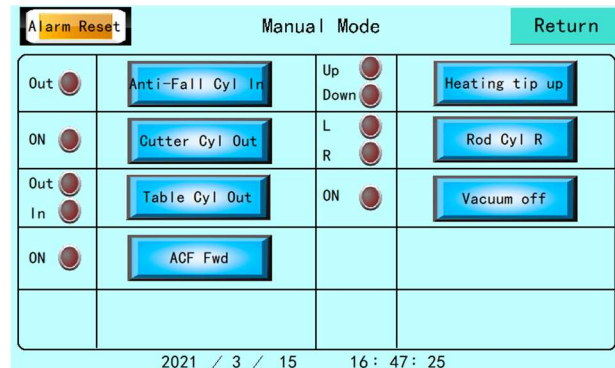 Alarm Reset
Manual Mode
Return
Out
Anti-Fall Cyl In
Up
Down
Heating tip up
ON
Cutter Cyl Out
L
R
Rod Cyl R
Out
In
Table Cyl Out
ON
Vacuum off
ON
ACF Fwd
2021 / 3 / 15 16: 47: 25